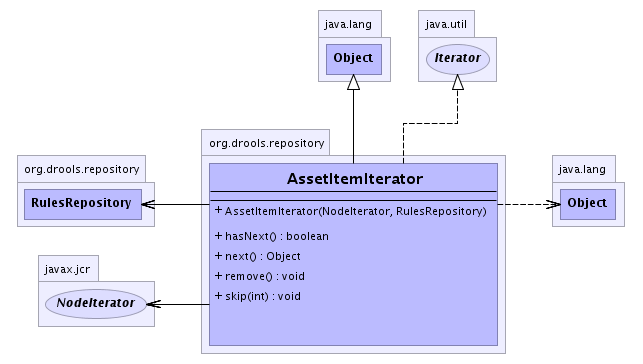 java.lang
Object
java.util
Iterator
org.drools.repository
AssetItemIterator
+ AssetItemIterator(NodeIterator, RulesRepository)
+ hasNext() : boolean
+ next() : Object
+ remove() : void
+ skip(int) : void
org.drools.repository
RulesRepository
javax.jcr
NodeIterator
java.lang
Object